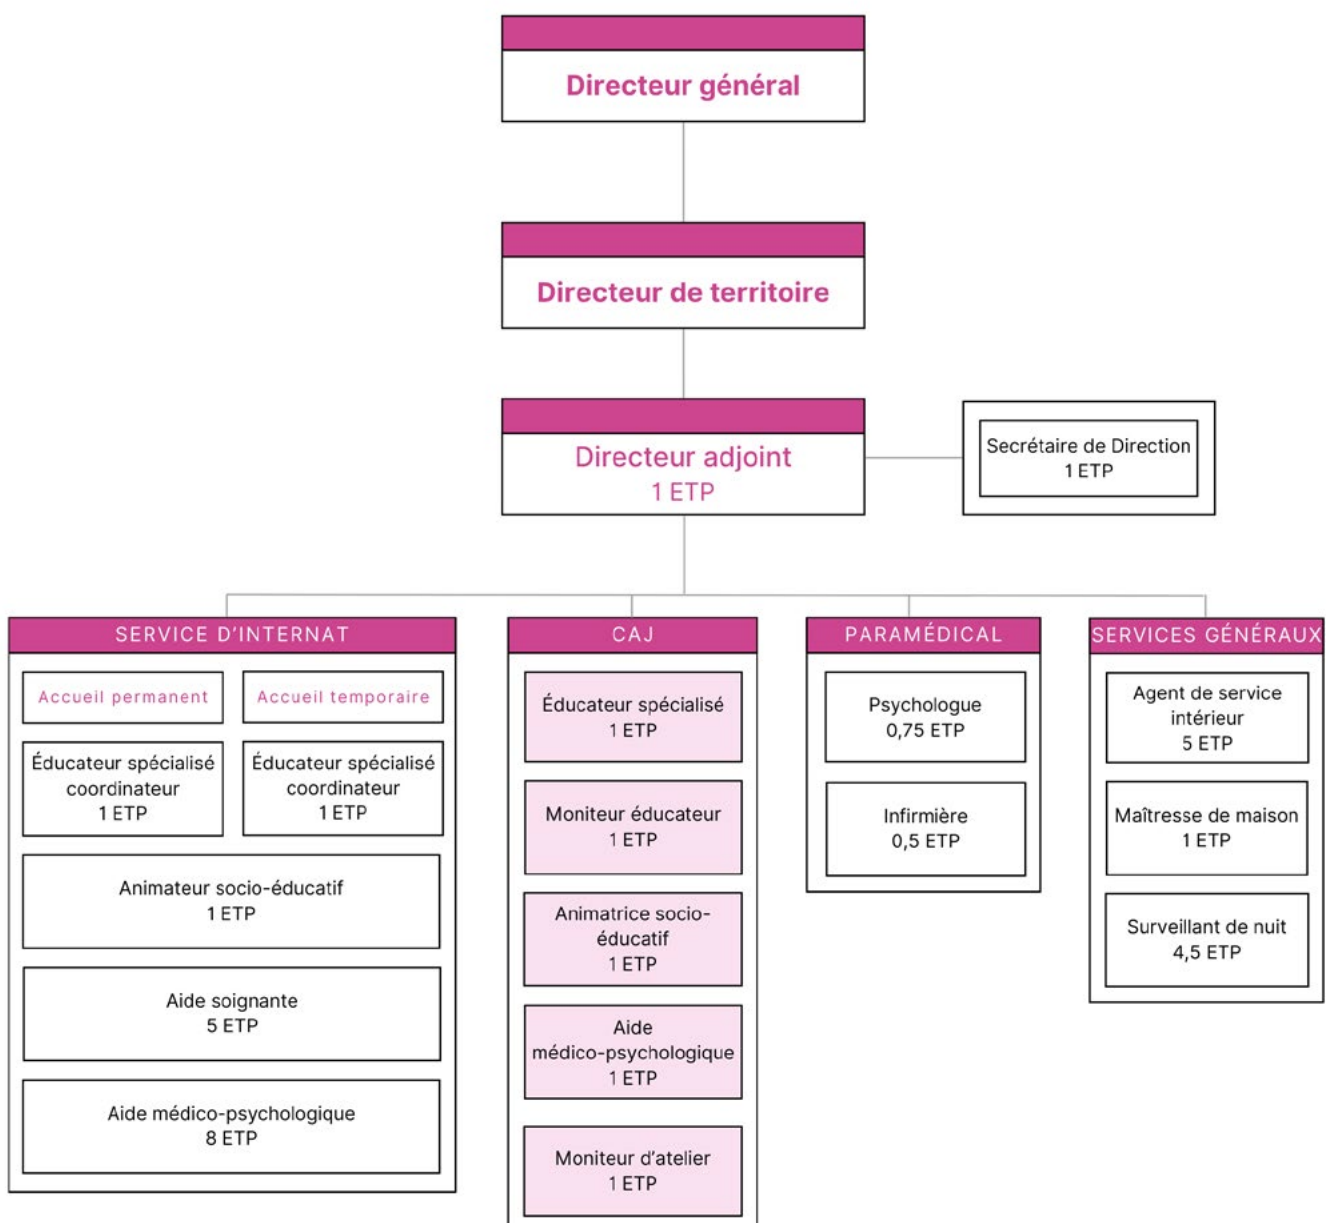 Directeur général
Directeur de territoire
Directeur adjoint
1 ETP
Secrétaire de Direction
1 ETP
SERVICE D'INTERNAT
Accueil permanent
Accueil temporaire
Éducateur spécialisé
coordinateur
1 ETP
Éducateur spécialisé
coordinateur
1 ETP
Animateur socio-éducatif
1 ETP
Aide soignante
5 ETP
Aide médico-psychologique
8 ETP
CAJ
Éducateur spécialisé
1 ETP
Moniteur éducateur
1 ETP
Animatrice socio-
éducatif
1 ETP
Aide
médico-psychologique
1 ETP
Moniteur d'atelier
1 ETP
PARAMÉDICAL
Psychologue
0,75 ETP
Infirmière
0,5 ETP
SERVICES GÉNÉRAUX
Agent de service
intérieur
5 ETP
Maîtresse de maison
1 ETP
Surveillant de nuit
4,5 ETP